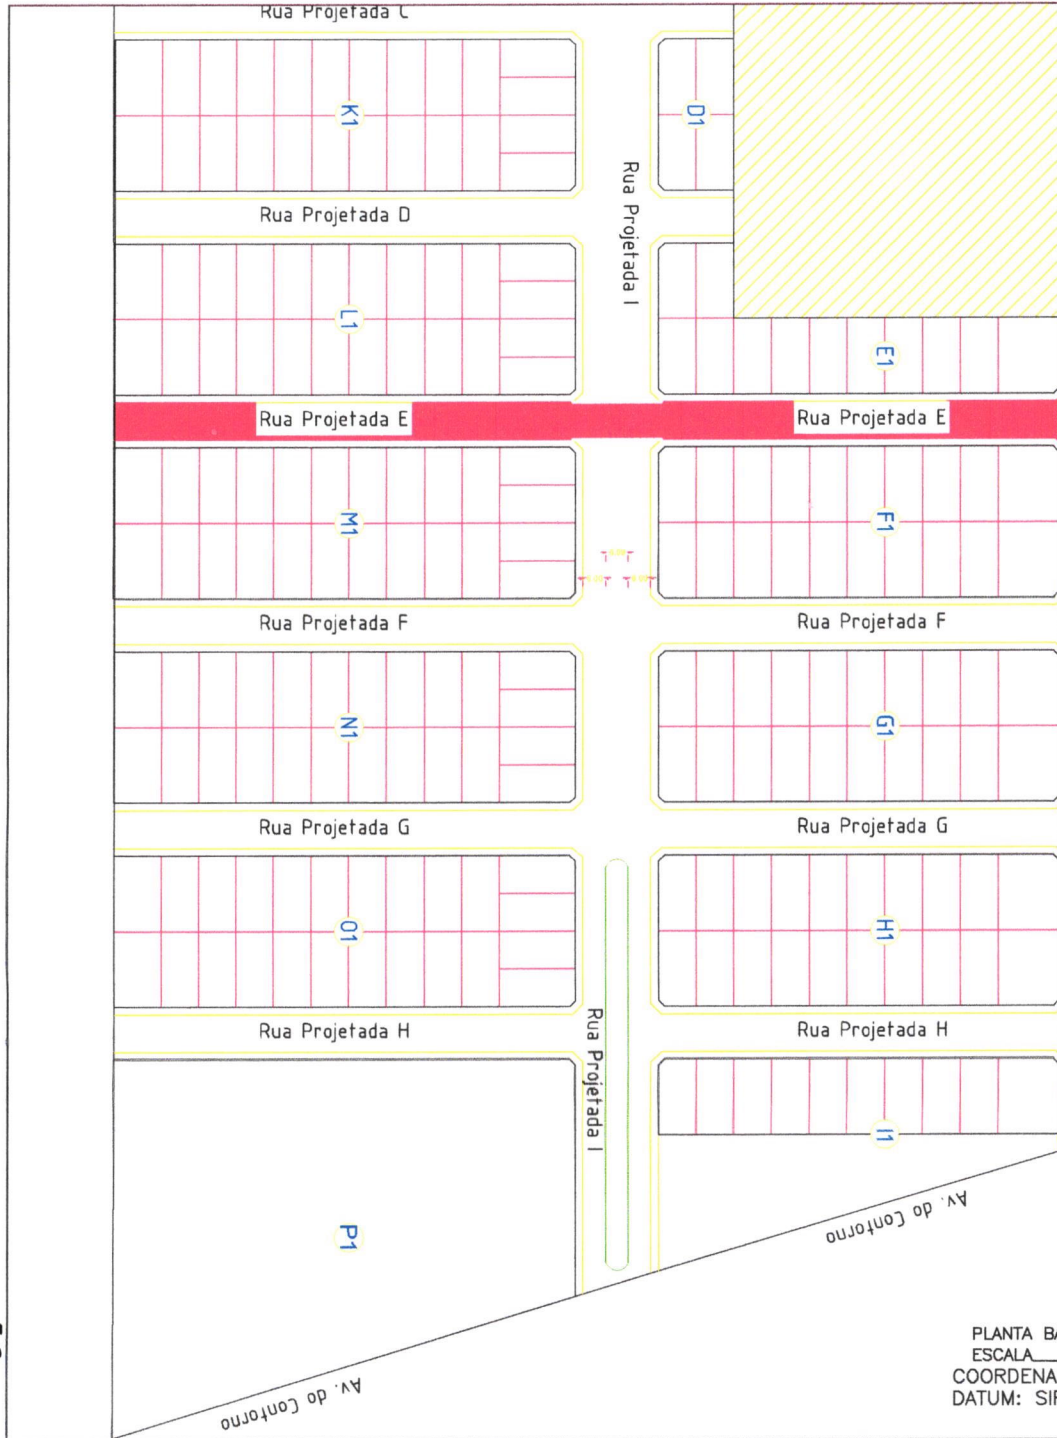 Rua Projetada C
K1
D1
Rua Projetada I
Rua Projetada D
L1
E1
Rua Projetada E
Rua Projetada E
M1
F1
Rua Projetada F
Rua Projetada F
N1
G1
Rua Projetada G
Rua Projetada G
O1
H1
Rua Projetada H
Rua Projetada H
Rua Projetada I
I1
P1
Av. do Contorno
Av. do Contorno
PLANTA BA
ESCALA
COORDENA
DATUM: SIR